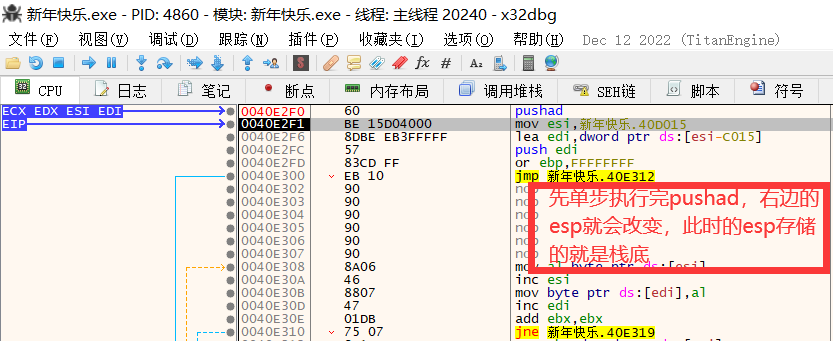 新年快乐.exe - PID: 4860 - 模块: 新年快乐.exe - 线程: 主线程 20240 - x32dbg
文件(F) 视图(V) 调试(D) 跟踪(N) 插件(P) 收藏夹(I) 选项(O) 帮助(H) Dec 12 2022 (TitanEngine)
CPU 日志 笔记 断点 内存布局 调用堆栈 SEH链 脚本 符号
ECX EDX ESI EDI 0040E2F0 60 pushad
EIP 0040E2F1 BE 15D04000 mov esi,新年快乐.40D015
0040E2F6 8DBE EB3FFFFF lea edi,dword ptr ds:[esi-C015]
0040E2FC 57 push edi
0040E2FD 83CD FF or ebp,FFFFFFFF
0040E300 EB 10 jmp 新年快乐.40E312
0040E302 90 nop
0040E303 90
0040E304 90
0040E305 90
0040E306 90
0040E307 90
先单步执行完pushad，右边的
esp就会改变，此时的esp存储
的就是栈底
0040E308 8A06 mov al,byte ptr ds:[esi]
0040E30A 46 inc esi
0040E30B 8807 mov byte ptr ds:[edi],al
0040E30D 47 inc edi
0040E30E 01DB add ebx,ebx
0040E310 75 07 jne 新年快乐.40E319